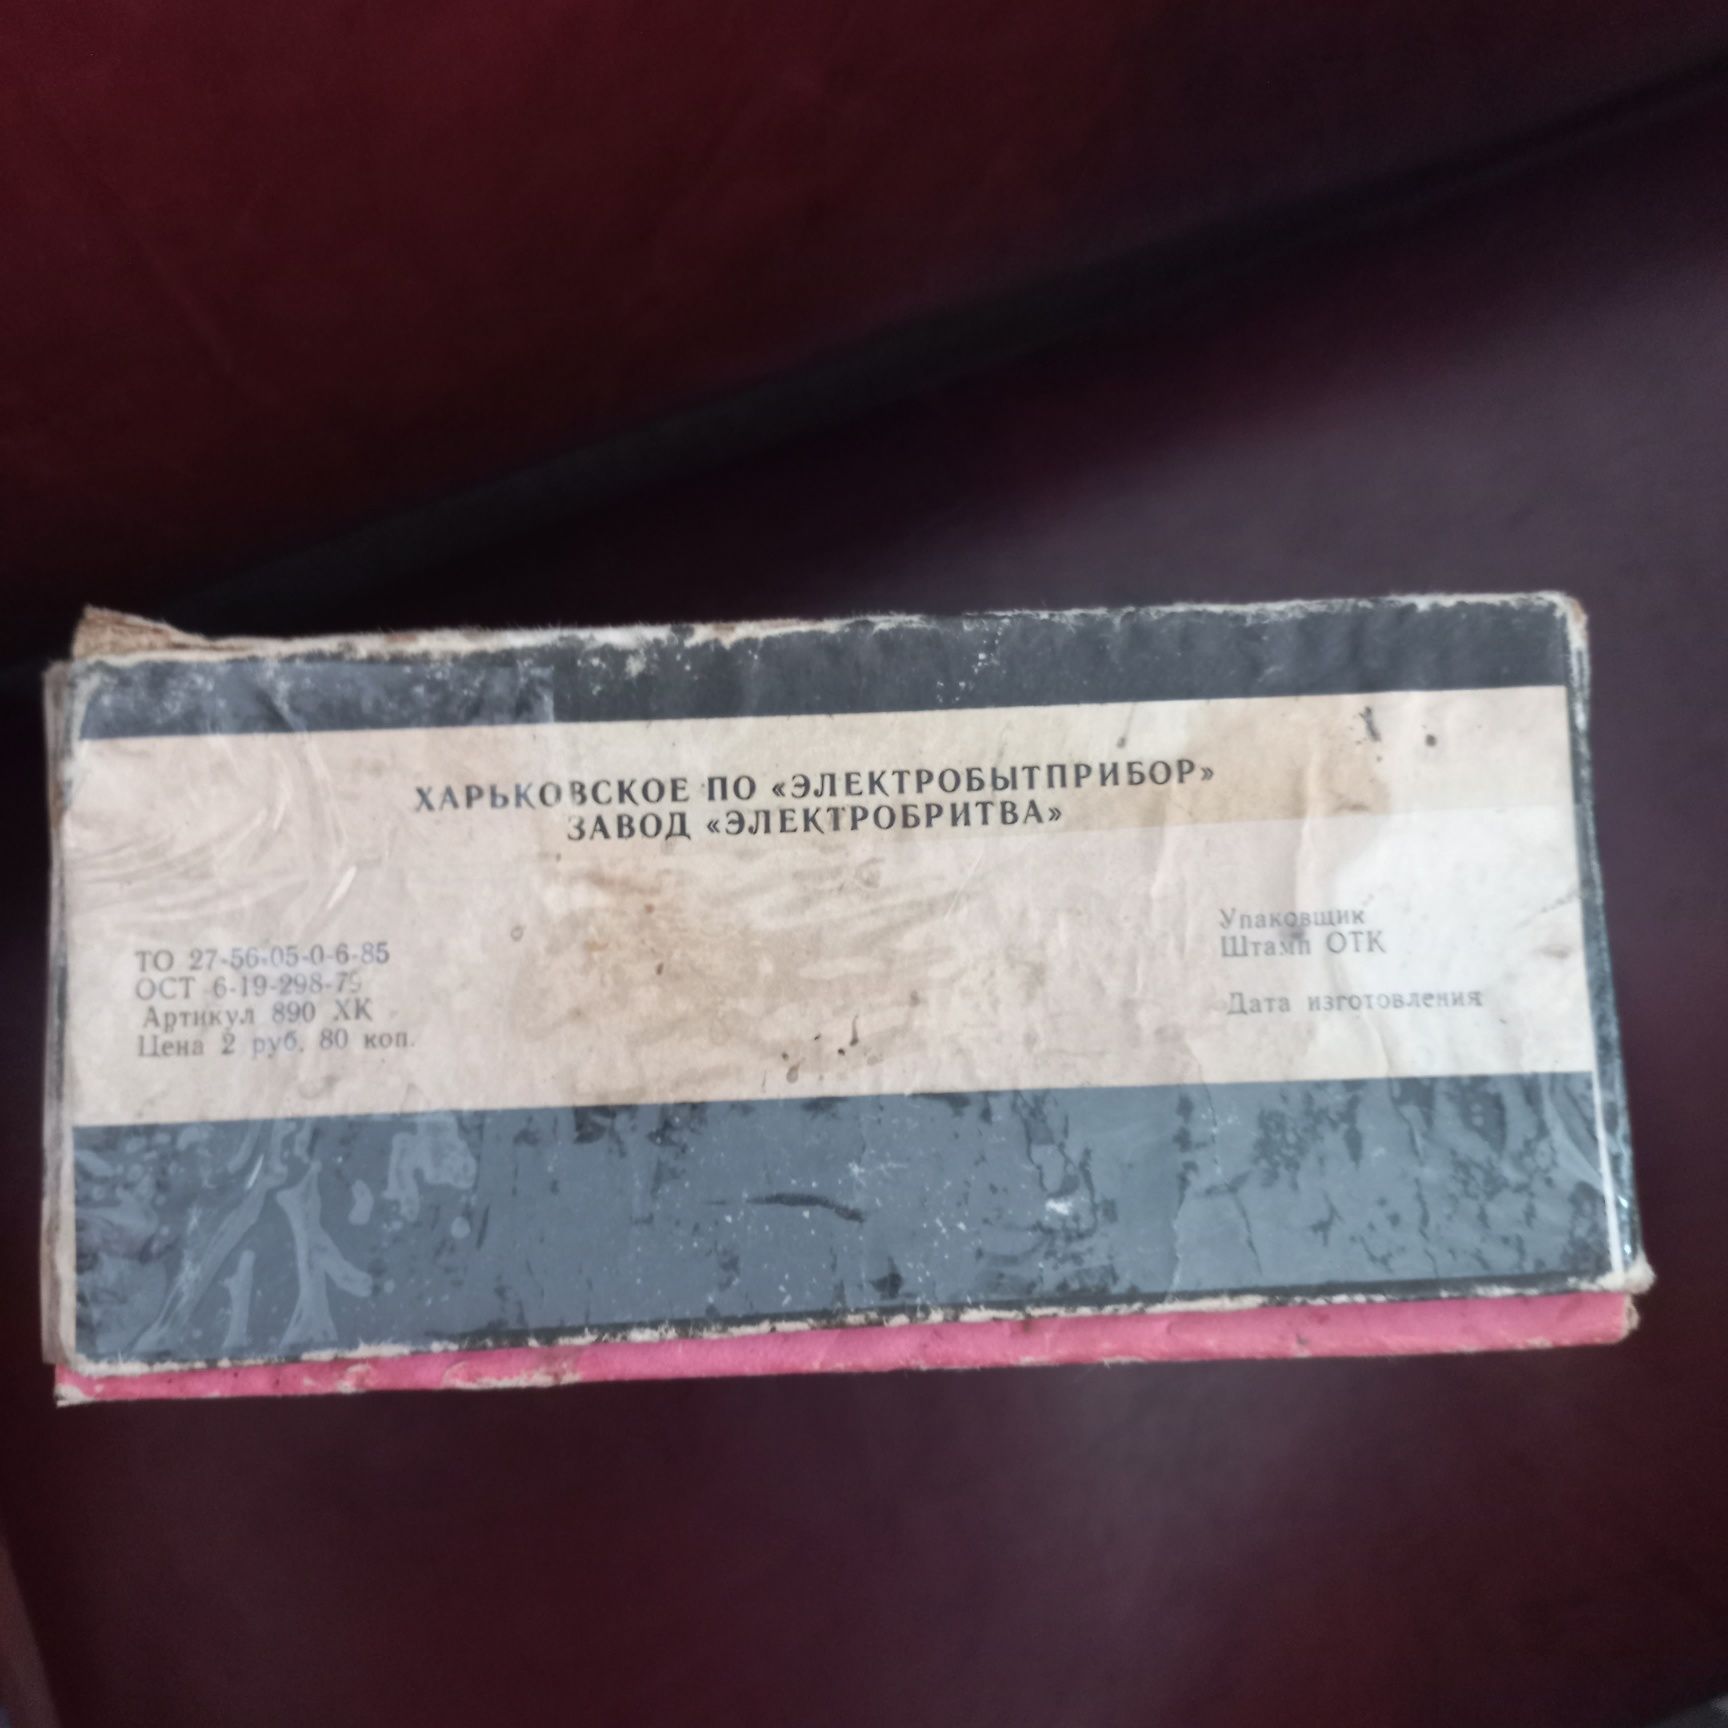 ХАРЬКОВСКОЕ ПО «ЭЛЕКТРОБЫТПРИБОР»
ЗАВОД «ЭЛЕКТРОБРИТВА»
ТО 27-56-05-0-6-85
ОСТ 6-19-298-79
Артикул 890 ХК
Цена 2 руб. 80 коп.
Упаковщик
Штамп ОТК
Дата изготовления